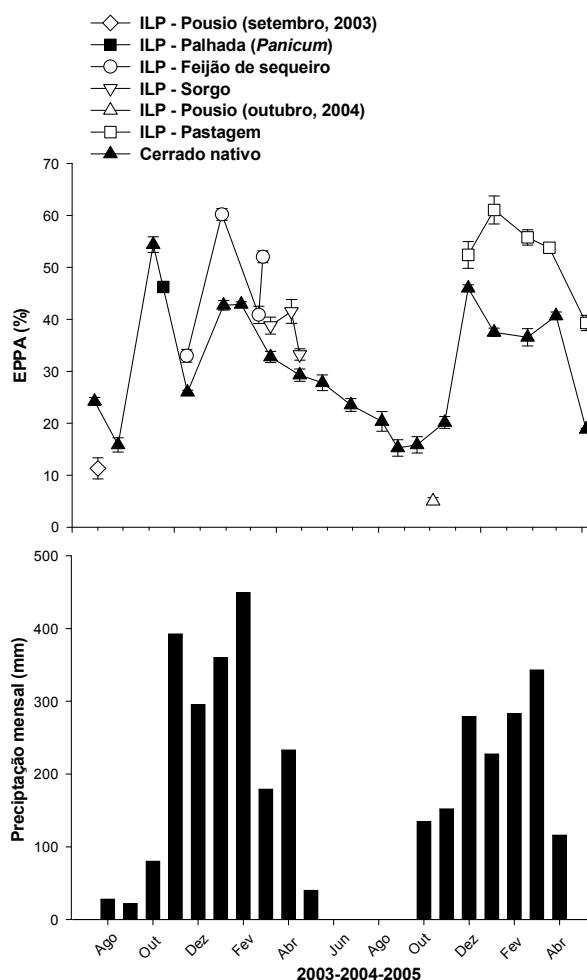 ILP - Pousio (setembro, 2003)
ILP - Palhada (Panicum)
ILP - Feijão de sequeiro
ILP - Sorgo
ILP - Pousio (outubro, 2004)
ILP - Pastagem
Cerrado nativo
EPPA (%)
70
60
50
40
30
20
10
0
Preciptação mensal (mm)
500
400
300
200
100
0
Ago Out Dez Fev Abr Jun Ago Out Dez Fev Abr
2003-2004-2005